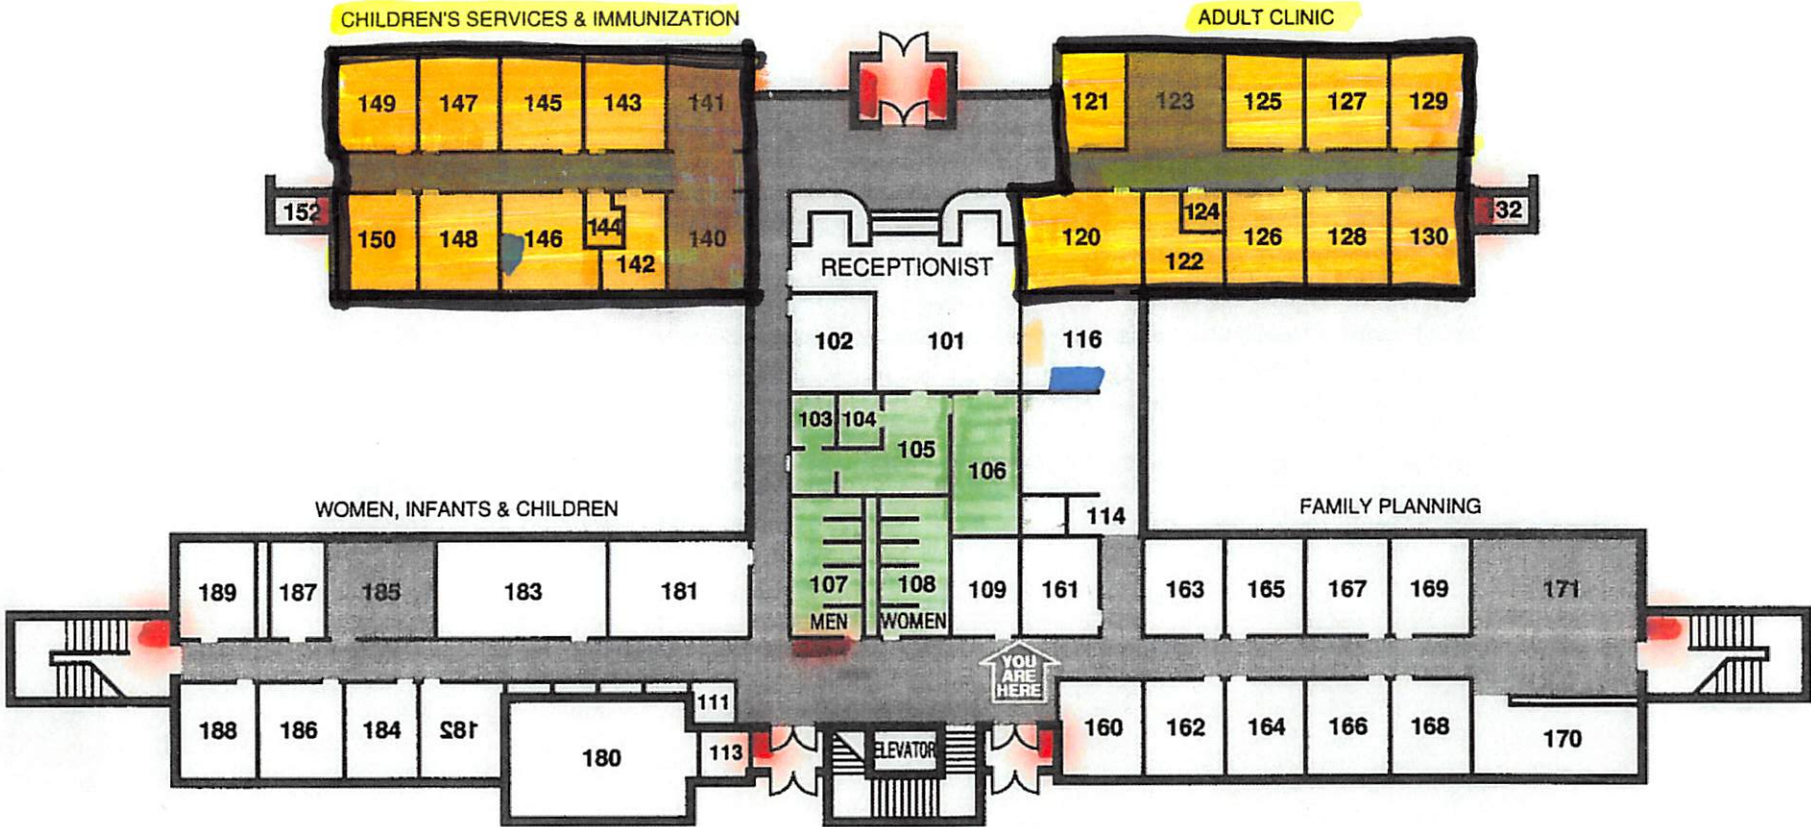 CHILDREN'S SERVICES & IMMUNIZATION
ADULT CLINIC
149 147 145 143 141
121 123 125 127 129
152
150 148 146 144 142 140
120 122 124 126 128 130
32
RECEPTIONIST
102 101 116
103 104 105 106
WOMEN, INFANTS & CHILDREN
FAMILY PLANNING
114
189 187 185 183 181
107 108 109 161
163 165 167 169 171
MEN WOMEN
YOU
ARE
HERE
188 186 184 182 180 111 113
ELEVATOR
160 162 164 166 168 170